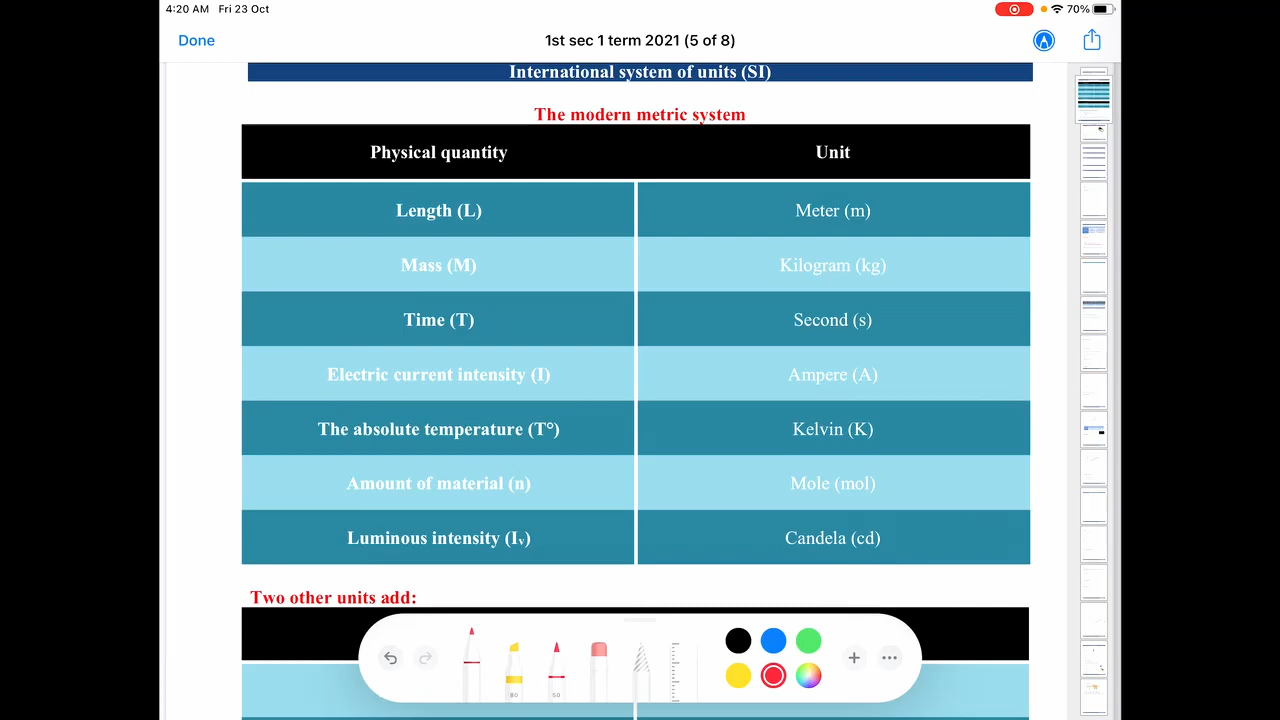 4:20 AM Fri 23 Oct 70%
Done 1st sec 1 term 2021 (5 of 8)
International system of units (SI)
The modern metric system
Physical quantity Unit
Length (L) Meter (m)
Mass (M) Kilogram (kg)
Time (T) Second (s)
Electric current intensity (I) Ampere (A)
The absolute temperature (T°) Kelvin (K)
Amount of material (n) Mole (mol)
Luminous intensity (Iᵥ) Candela (cd)
Two other units add:
80 50